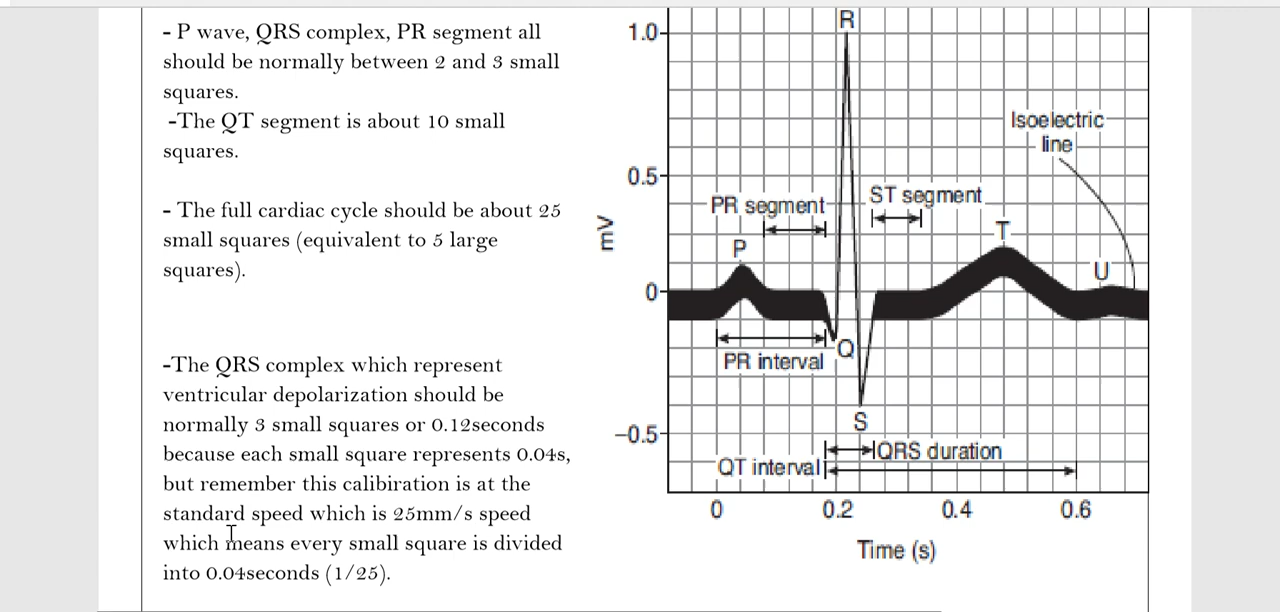 - P wave, QRS complex, PR segment all
should be normally between 2 and 3 small
squares.
-The QT segment is about 10 small
squares.
- The full cardiac cycle should be about 25
small squares (equivalent to 5 large
squares).
-The QRS complex which represent
ventricular depolarization should be
normally 3 small squares or 0.12seconds
because each small square represents 0.04s,
but remember this calibiration is at the
standard speed which is 25mm/s speed
which means every small square is divided
into 0.04seconds (1/25).
R
1.0
Isoelectric
line
0.5
PR segment
ST segment
mV
P
T
U
0
Q
PR interval
S
-0.5
QRS duration
QT interval
0 0.2 0.4 0.6
Time (s)